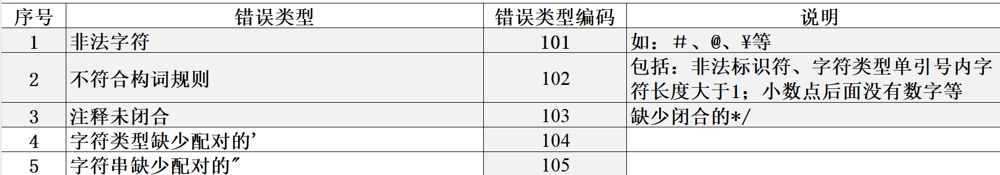 序号 错误类型 错误类型编码 说明
1 非法字符 101 如：＃、@、¥等
2 不符合构词规则 102 包括：非法标识符、字符类型单引号内字
符长度大于1；小数点后面没有数字等
3 注释未闭合 103 缺少闭合的*/
4 字符类型缺少配对的' 104
5 字符串缺少配对的" 105